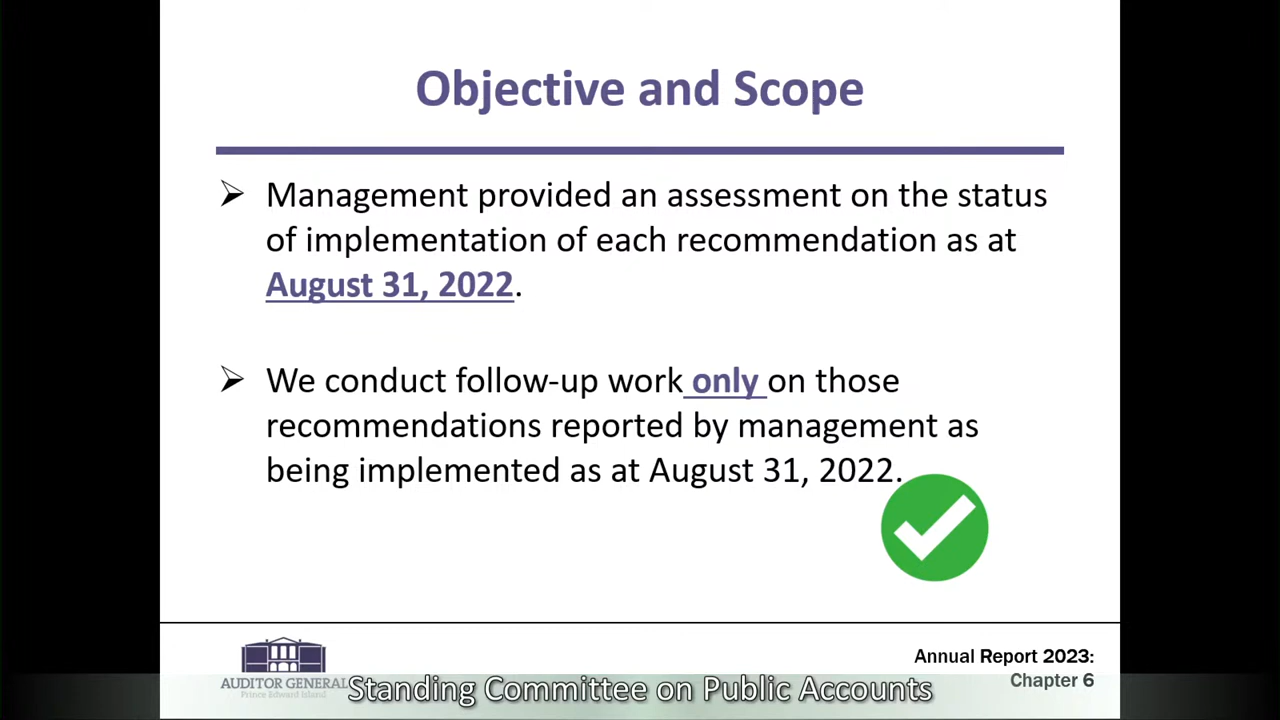 Objective and Scope
Management provided an assessment on the status
of implementation of each recommendation as at
August 31, 2022.
We conduct follow-up work only on those
recommendations reported by management as
being implemented as at August 31, 2022.
Annual Report 2023:
Chapter 6
AUDITOR GENERAL
Prince Edward Island
Standing Committee on Public Accounts